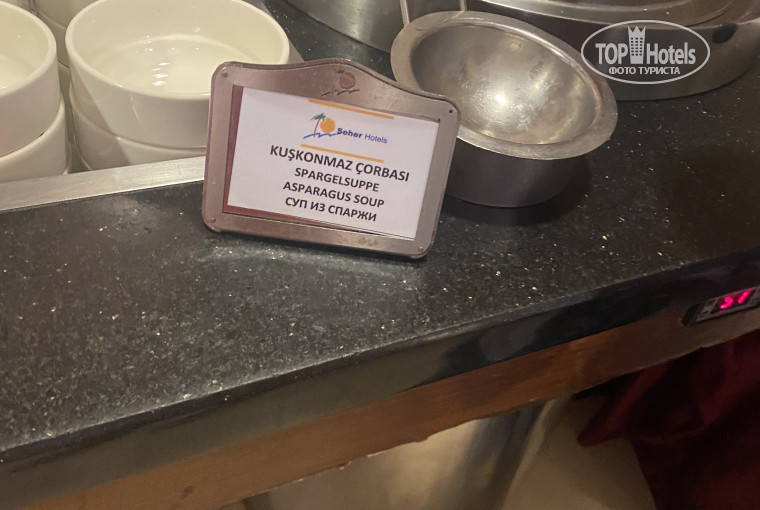 TOP Hotels
ФОТО ТУРИСТА
Seher Hotels
KUŞKONMAZ ÇORBASI
SPARGELSUPPE
ASPARAGUS SOUP
СУП ИЗ СПАРЖИ